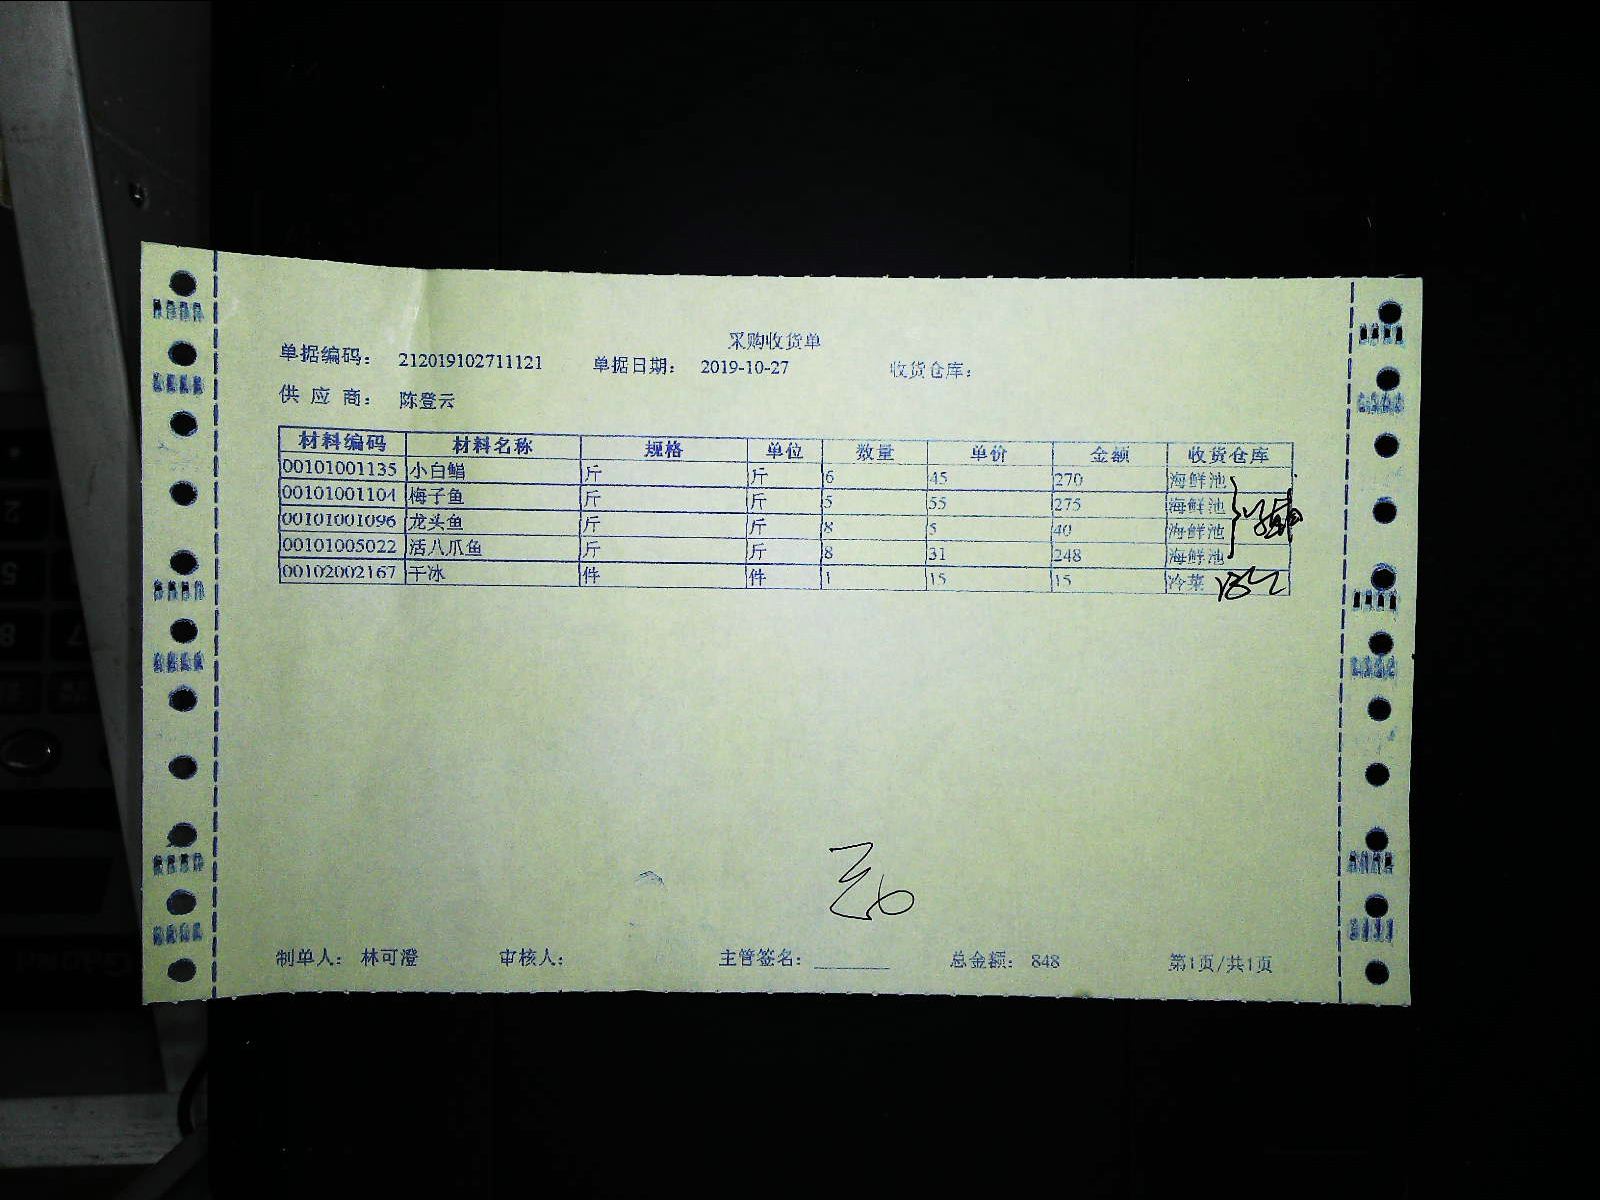 采购收货单
单据编码： 212019102711121 单据日期： 2019-10-27 收货仓库：
供 应 商： 陈登云
材料编码 材料名称 规格 单位 数量 单价 金额 收货仓库
00101001135 小白鲳 斤 斤 6 45 270 海鲜池
00101001104 梅子鱼 斤 斤 5 55 275 海鲜池
00101001096 龙头鱼 斤 斤 8 5 40 海鲜池
00101005022 活八爪鱼 斤 斤 8 31 248 海鲜池
00102002167 干冰 件 件 1 15 15 冷菜
制单人： 林可澄 审核人： 主管签名： 总金额： 848 第1页/共1页